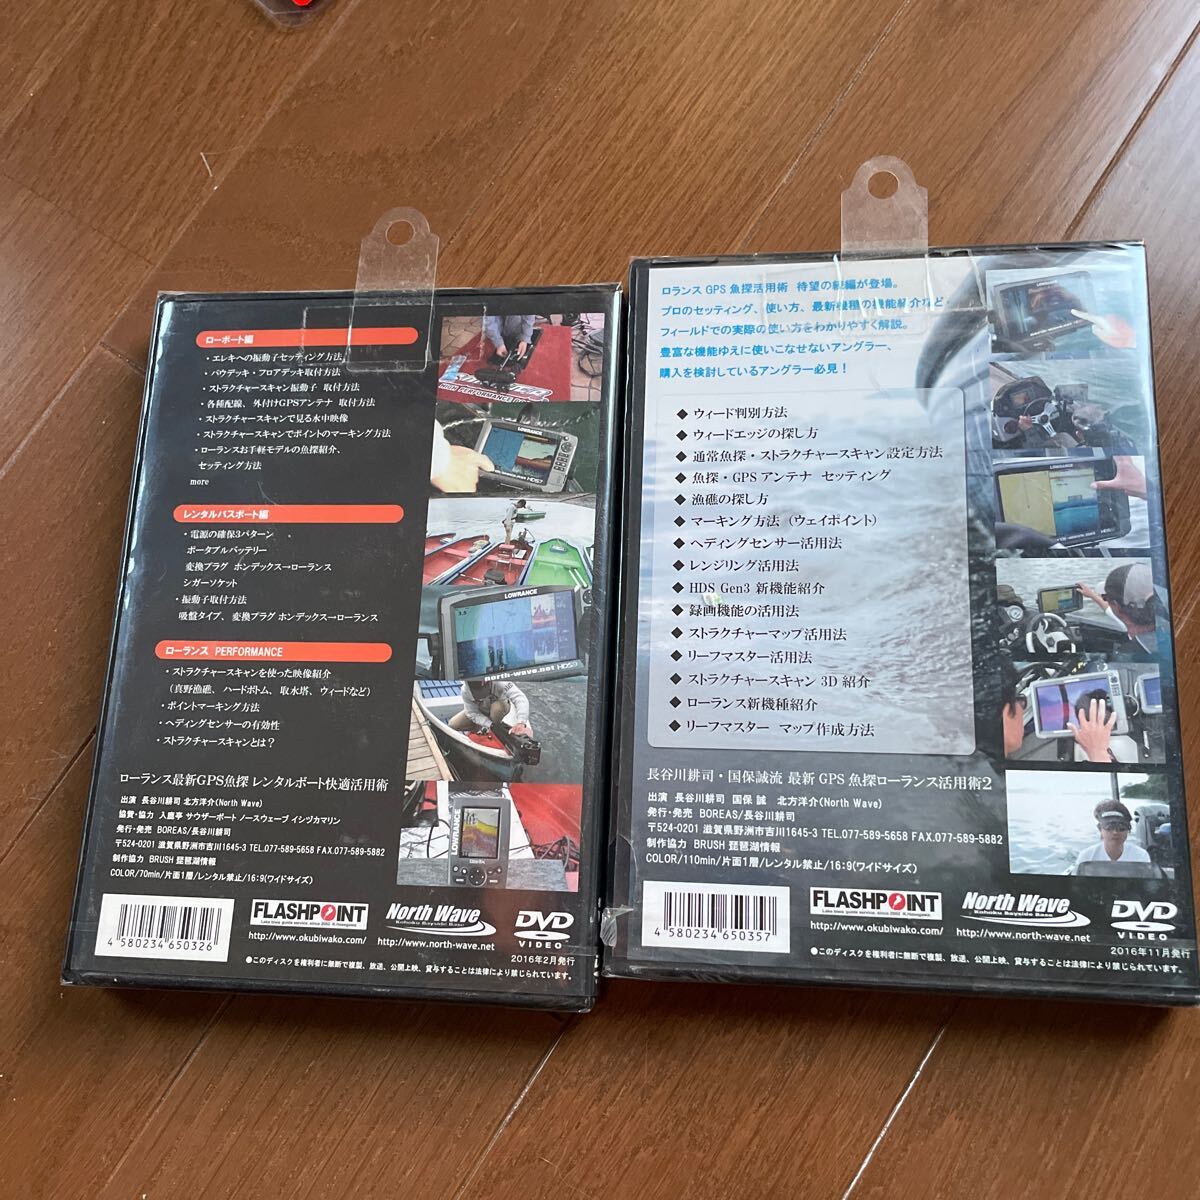 ローボート編
・エレキへの振動子セッティング方法
・バウデッキ・フロアデッキ取付方法
・ストラクチャースキャン振動子 取付方法
・各種配線、外付けGPSアンテナ 取付方法
・ストラクチャースキャンで見る水中映像
・ストラクチャースキャンでポイントのマーキング方法
・ローランスお手軽モデルの魚探紹介、
セッティング方法
more
レンタルバスボート編
・電源の確保3パターン
ポータブルバッテリー
変換プラグ ホンデックス→ローランス
シガーソケット
・振動子取付方法
吸盤タイプ、変換プラグ ホンデックス→ローランス
ローランス PERFORMANCE
・ストラクチャースキャンを使った映像紹介
(真野漁礁、ハードボトム、取水塔、ウィードなど)
・ポイントマーキング方法
・ヘディングセンサーの有効性
・ストラクチャースキャンとは?
ローランス最新GPS魚探 レンタルボート快適活用術
出演 長谷川耕司 北方洋介(North Wave)
協賛・協力 入鹿亭 サウザーポート ノースウェーブ イシヅカマリン
発行・発売 BOREAS/長谷川耕司
〒524-0201 滋賀県野洲市吉川1645-3 TEL.077-589-5658 FAX.077-589-5882
制作協力 BRUSH 琵琶湖情報
COLOR/70min/片面1層/レンタル禁止/16:9(ワイドサイズ)
4 580234 650326
FLASHPOINT
Lake biwa guide service.since 2002 K.Hasegawa
http://www.okubiwako.com/
North Wave
Kohoku Bayside Base
http://www.north-wave.net
DVD
VIDEO
2016年2月発行
●このディスクを権利者に無断で複製、放送、公開上映、貸与することは法律により禁じられています。
LOWRANCE
HDS7
LOWRANCE
north-wave.net HDS9
LOWRANCE
ロランス GPS 魚探活用術 待望の続編が登場。
プロのセッティング、使い方、最新機種の機能紹介など・
フィールドでの実際の使い方をわかりやすく解説。
豊富な機能ゆえに使いこなせないアングラー、
購入を検討しているアングラー必見!
◆ ウィード判別方法
◆ ウィードエッジの探し方
◆ 通常魚探・ストラクチャースキャン設定方法
◆ 魚探・GPS アンテナ セッティング
◆ 漁礁の探し方
◆ マーキング方法 (ウェイポイント)
◆ ヘディングセンサー活用法
◆ レンジリング活用法
◆ HDS Gen3 新機能紹介
◆ 録画機能の活用法
◆ ストラクチャーマップ活用法
◆ リーフマスター活用法
◆ ストラクチャースキャン 3D 紹介
◆ ローランス新機種紹介
◆ リーフマスター マップ作成方法
長谷川耕司・国保誠流 最新 GPS 魚探ローランス活用術2
出演 長谷川耕司 国保 誠 北方洋介(North Wave)
発行・発売 BOREAS/長谷川耕司
〒524-0201 滋賀県野洲市吉川1645-3 TEL.077-589-5658 FAX.077-589-5882
制作協力 BRUSH 琵琶湖情報
COLOR/110min/片面1層/レンタル禁止/16:9(ワイドサイズ)
4 580234 650357
FLASHPOINT
Lake biwa guide service.since 2002 K.Hasegawa
http://www.okubiwako.com/
North Wave
Kohoku Bayside Base
http://www.north-wave.net
DVD
VIDEO
2016年11月発行
●このディスクを権利者に無断で複製、放送、公開上映、貸与することは法律により禁じられています。